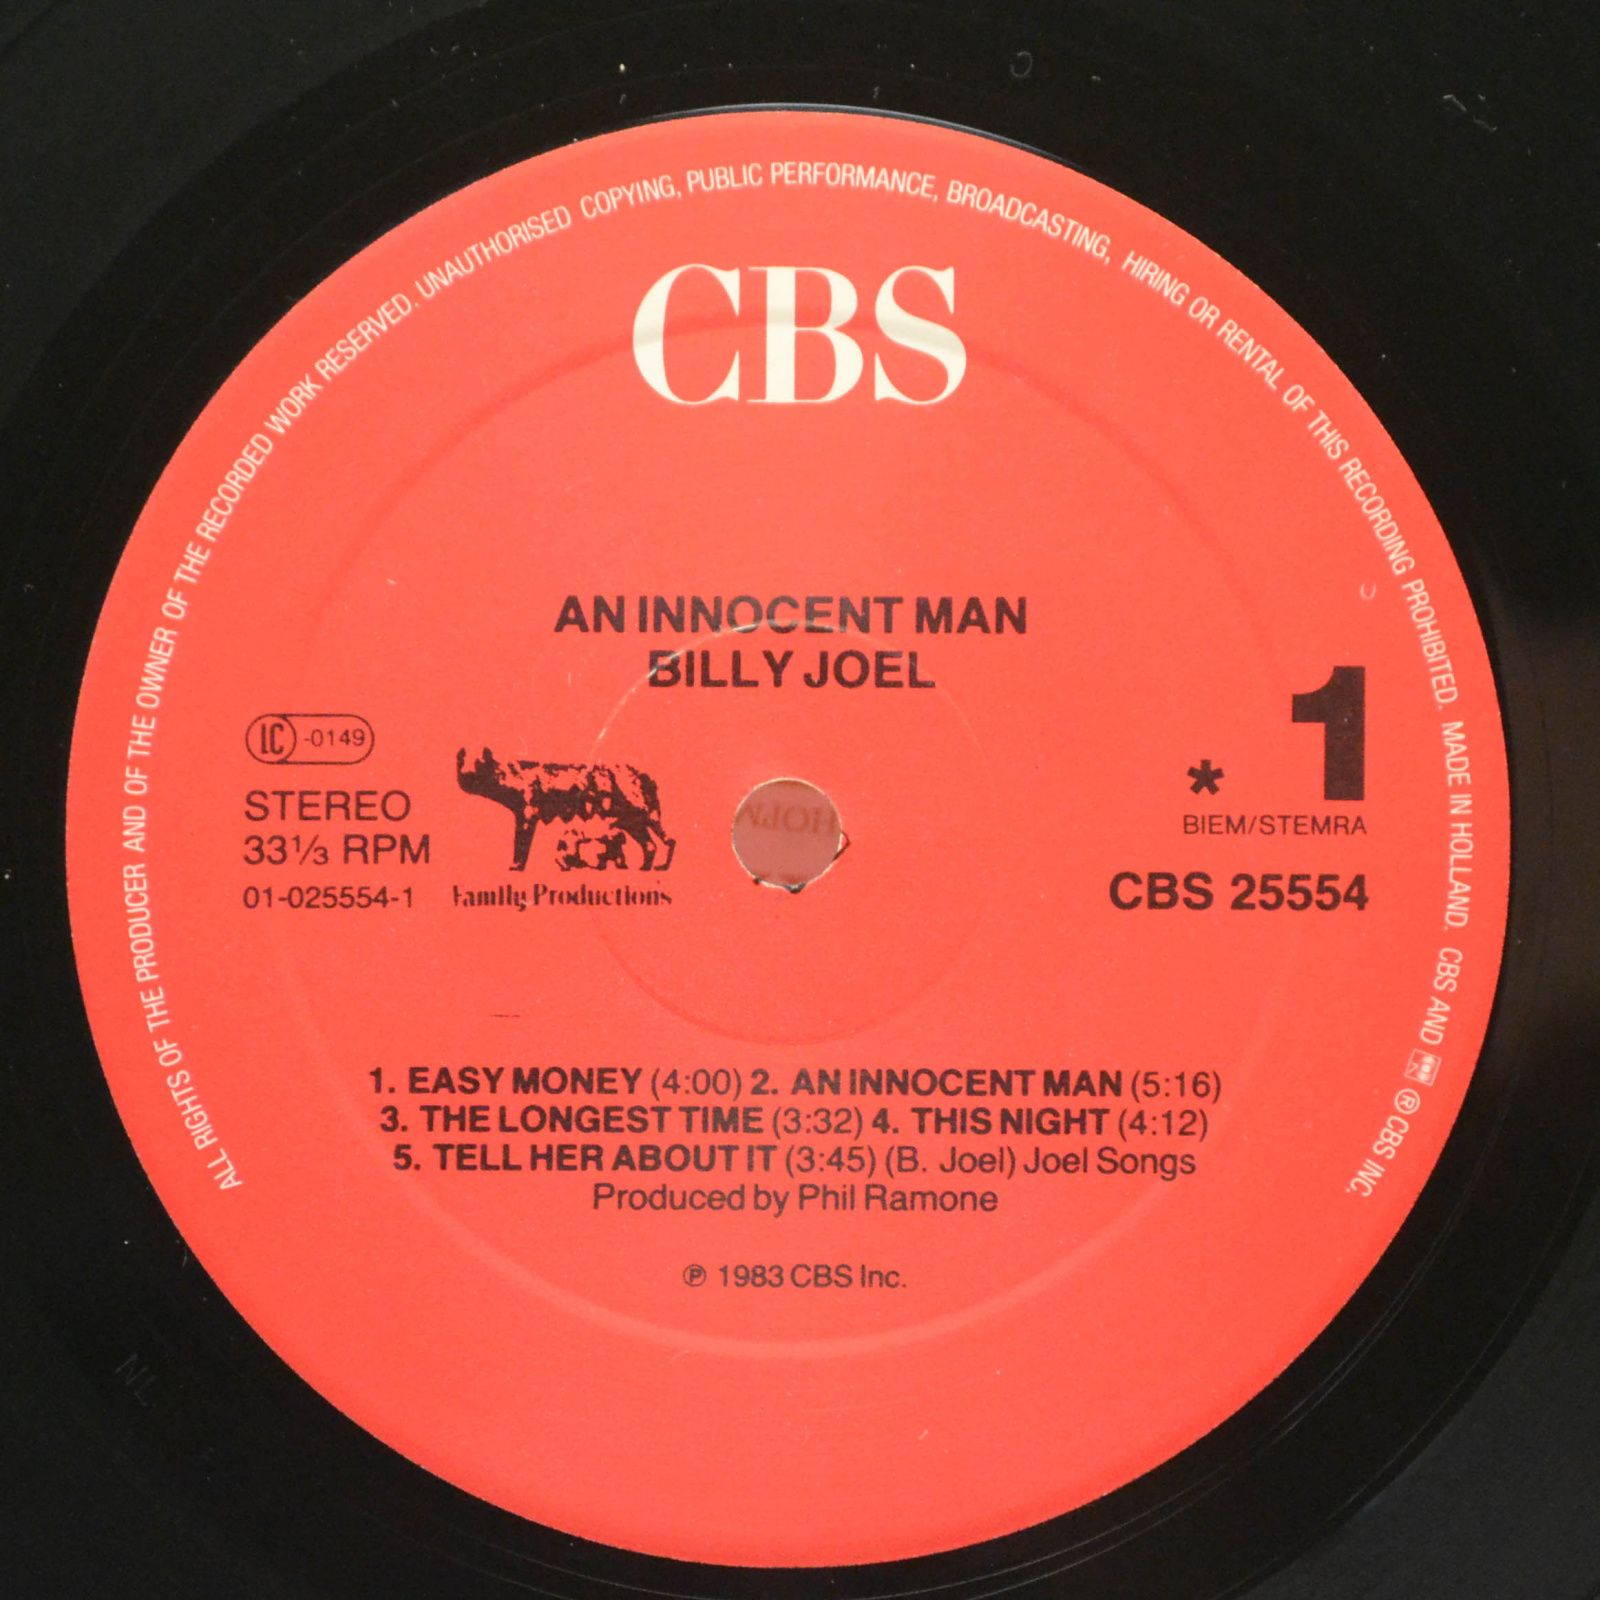 ALL RIGHTS OF THE PRODUCER AND OF THE OWNER OF THE RECORDED WORK RESERVED. UNAUTHORISED COPYING, PUBLIC PERFORMANCE, BROADCASTING, HIRING OR RENTAL OF THIS RECORDING PROHIBITED. MADE IN HOLLAND. CBS AND ® CBS INC.
CBS
AN INNOCENT MAN
BILLY JOEL
LC -0149
STEREO
33⅓ RPM
01-025554-1
Family Productions
* 1
BIEM/STEMRA
CBS 25554
1. EASY MONEY (4:00) 2. AN INNOCENT MAN (5:16)
3. THE LONGEST TIME (3:32) 4. THIS NIGHT (4:12)
5. TELL HER ABOUT IT (3:45) (B. Joel) Joel Songs
Produced by Phil Ramone
℗ 1983 CBS Inc.
NL